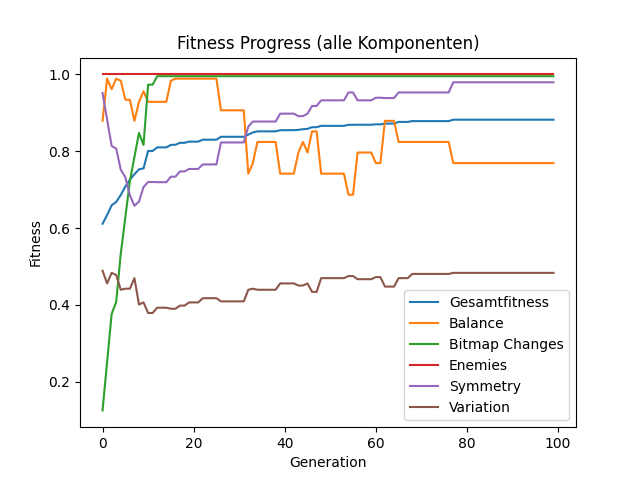 Fitness Progress (alle Komponenten)
1.0
0.8
0.6
0.4
0.2
Fitness
0
20
40
60
80
100
Generation
Gesamtfitness
Balance
Bitmap Changes
Enemies
Symmetry
Variation